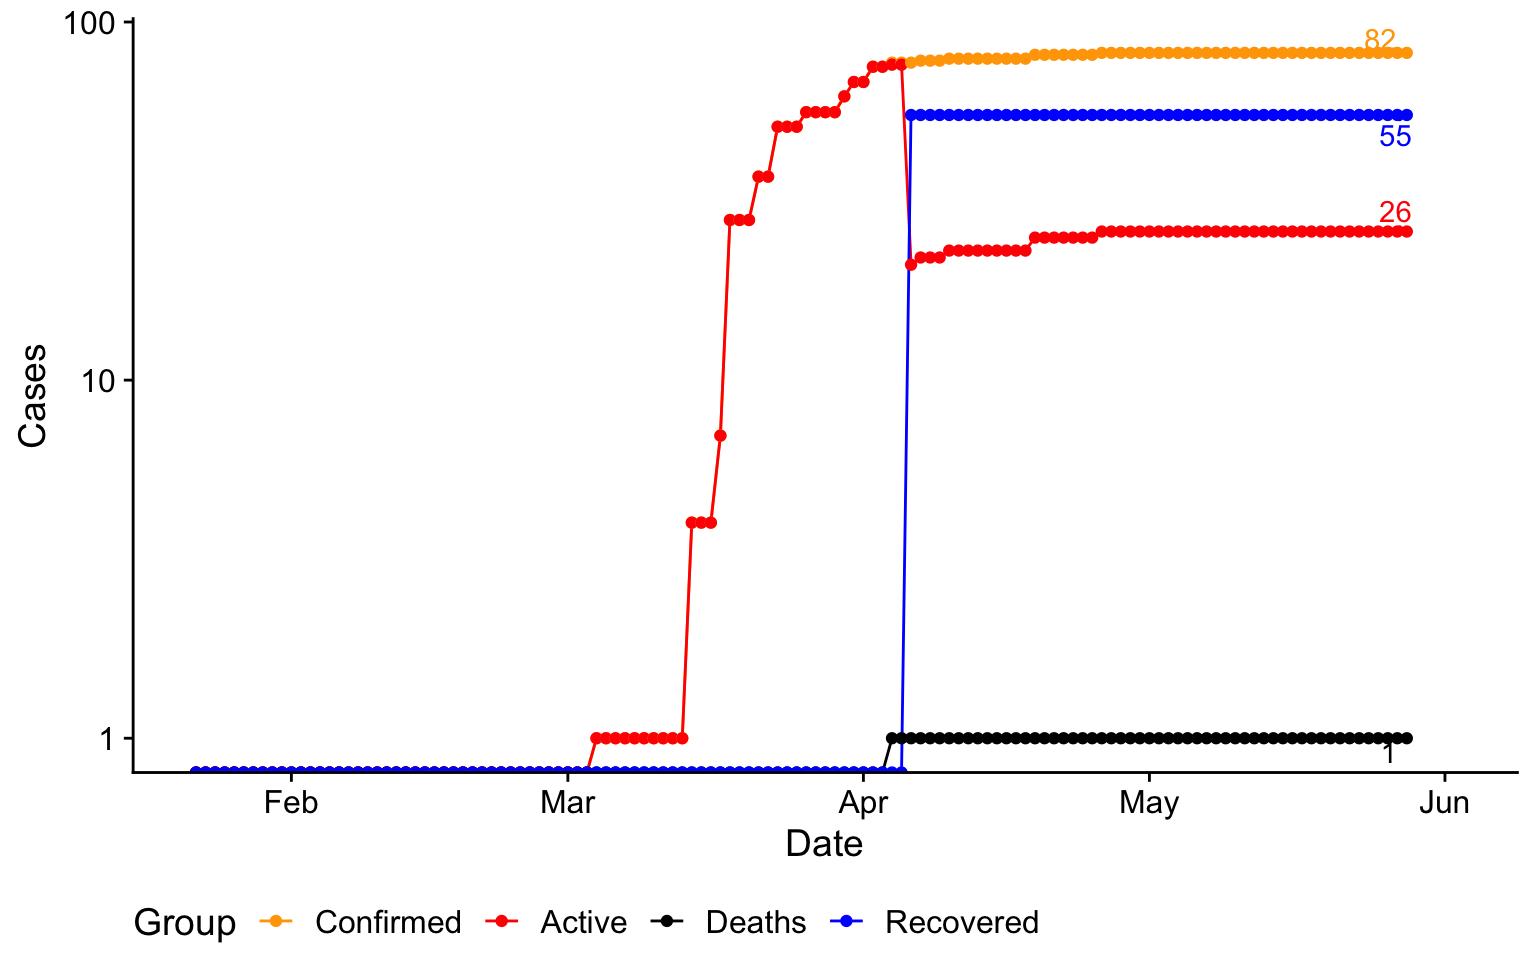 100
82
55
26
10
Cases
1
1
Feb Mar Apr May Jun
Date
Group Confirmed Active Deaths Recovered